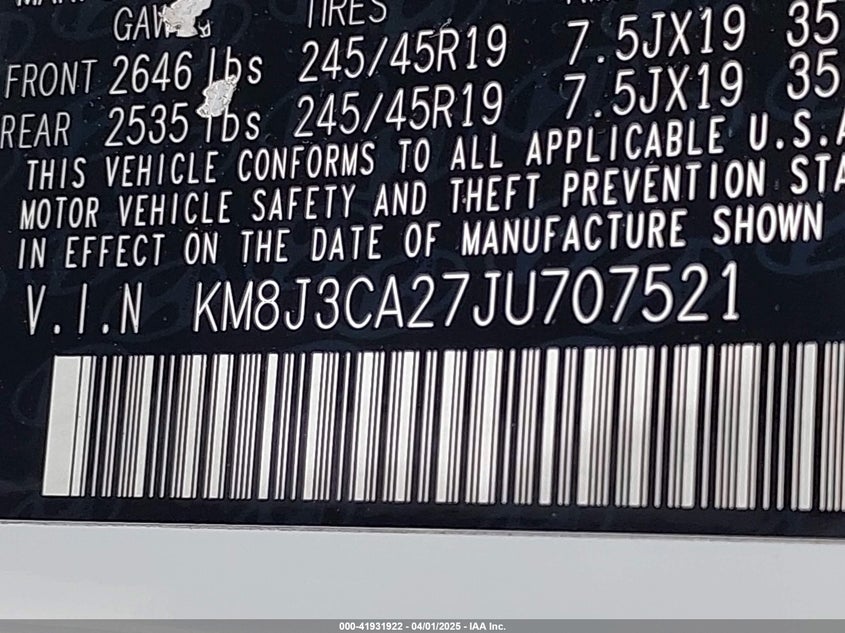 TIRES
FRONT 2646 lbs 245/45R19 7.5JX19 35
REAR 2535 lbs 245/45R19 7.5JX19 35
THIS VEHICLE CONFORMS TO ALL APPLICABLE U.S.A
MOTOR VEHICLE SAFETY AND THEFT PREVENTION STA
IN EFFECT ON THE DATE OF MANUFACTURE SHOWN
V.I.N KM8J3CA27JU707521
000-41931922 - 04/01/2025 - IAA Inc.